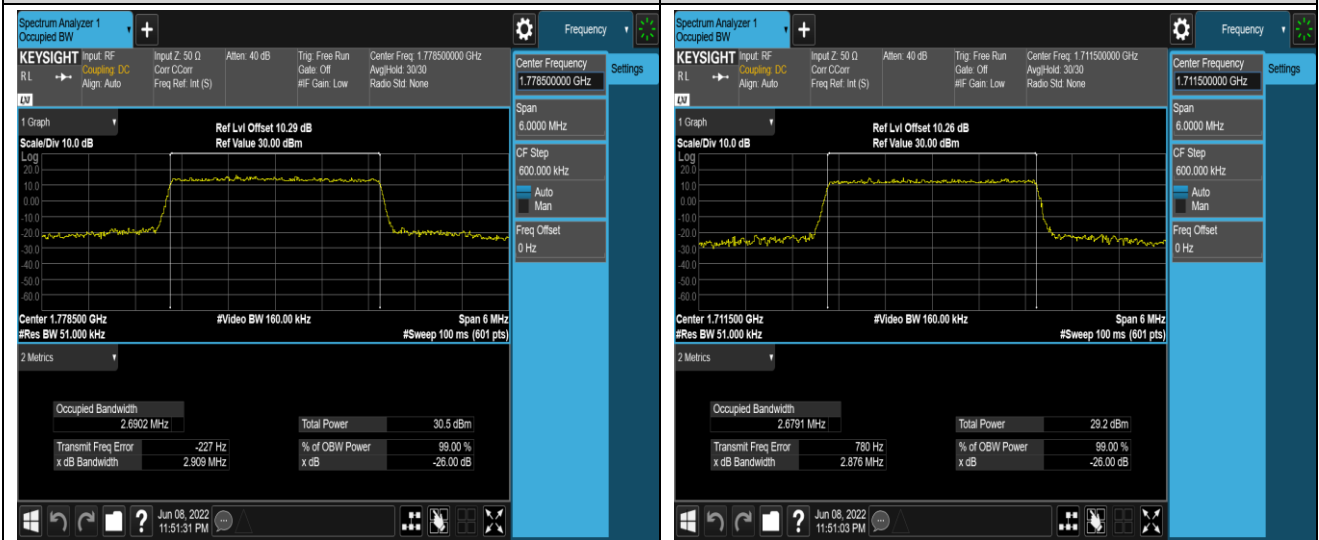 Spectrum Analyzer 1
Occupied BW
+
Frequency
KEYSIGHT
RL
LXI
Input: RF
Coupling: DC
Align: Auto
Input Z: 50 Ω
Corr CCorr
Freq Ref: Int (S)
Atten: 40 dB
Trig: Free Run
Gate: Off
#IF Gain: Low
Center Freq: 1.778500000 GHz
Avg|Hold: 30/30
Radio Std: None
Center Frequency
1.778500000 GHz
Settings
Span
6.0000 MHz
CF Step
600.000 kHz
Auto
Man
Freq Offset
0 Hz
1 Graph
Ref Lvl Offset 10.29 dB
Scale/Div 10.0 dB
Ref Value 30.00 dBm
Log
20.0
10.0
0.00
-10.0
-20.0
-30.0
-40.0
-50.0
-60.0
Center 1.778500 GHz
#Video BW 160.00 kHz
Span 6 MHz
#Res BW 51.000 kHz
#Sweep 100 ms (601 pts)
2 Metrics
Occupied Bandwidth
2.6902 MHz
Total Power 30.5 dBm
Transmit Freq Error -227 Hz
% of OBW Power 99.00 %
x dB Bandwidth 2.909 MHz
x dB -26.00 dB
?
Jun 08, 2022
11:51:31 PM
Spectrum Analyzer 1
Occupied BW
+
Frequency
KEYSIGHT
RL
LXI
Input: RF
Coupling: DC
Align: Auto
Input Z: 50 Ω
Corr CCorr
Freq Ref: Int (S)
Atten: 40 dB
Trig: Free Run
Gate: Off
#IF Gain: Low
Center Freq: 1.711500000 GHz
Avg|Hold: 30/30
Radio Std: None
Center Frequency
1.711500000 GHz
Settings
Span
6.0000 MHz
CF Step
600.000 kHz
Auto
Man
Freq Offset
0 Hz
1 Graph
Ref Lvl Offset 10.26 dB
Scale/Div 10.0 dB
Ref Value 30.00 dBm
Log
20.0
10.0
0.00
-10.0
-20.0
-30.0
-40.0
-50.0
-60.0
Center 1.711500 GHz
#Video BW 160.00 kHz
Span 6 MHz
#Res BW 51.000 kHz
#Sweep 100 ms (601 pts)
2 Metrics
Occupied Bandwidth
2.6791 MHz
Total Power 29.2 dBm
Transmit Freq Error 780 Hz
% of OBW Power 99.00 %
x dB Bandwidth 2.876 MHz
x dB -26.00 dB
?
Jun 08, 2022
11:51:03 PM